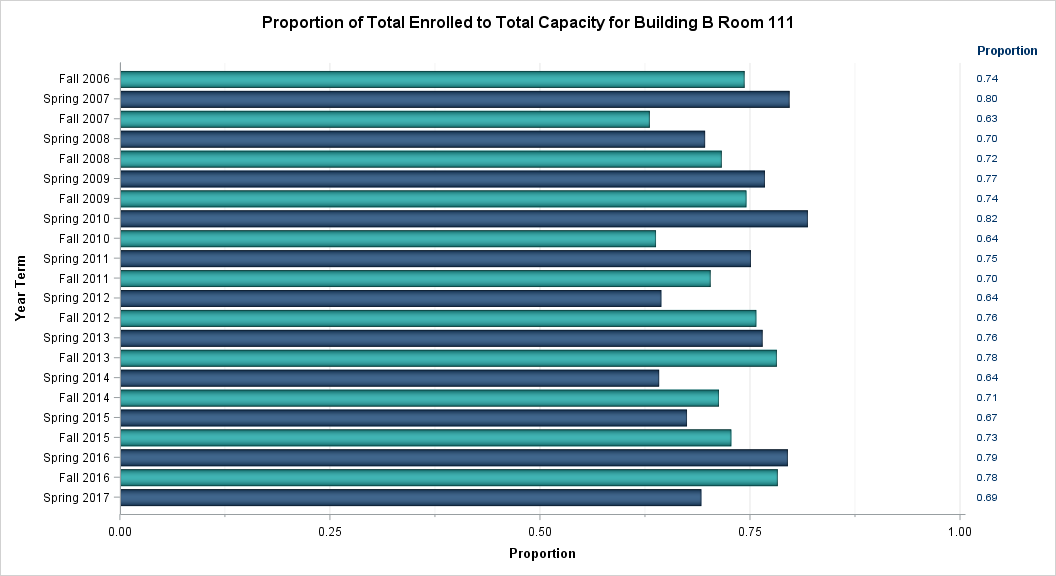 Proportion of Total Enrolled to Total Capacity for Building B Room 111
Proportion
Fall 2006 0.74
Spring 2007 0.80
Fall 2007 0.63
Spring 2008 0.70
Fall 2008 0.72
Spring 2009 0.77
Fall 2009 0.74
Spring 2010 0.82
Fall 2010 0.64
Spring 2011 0.75
Fall 2011 0.70
Spring 2012 0.64
Fall 2012 0.76
Spring 2013 0.76
Fall 2013 0.78
Spring 2014 0.64
Fall 2014 0.71
Spring 2015 0.67
Fall 2015 0.73
Spring 2016 0.79
Fall 2016 0.78
Spring 2017 0.69
Year Term
0.00 0.25 0.50 0.75 1.00
Proportion